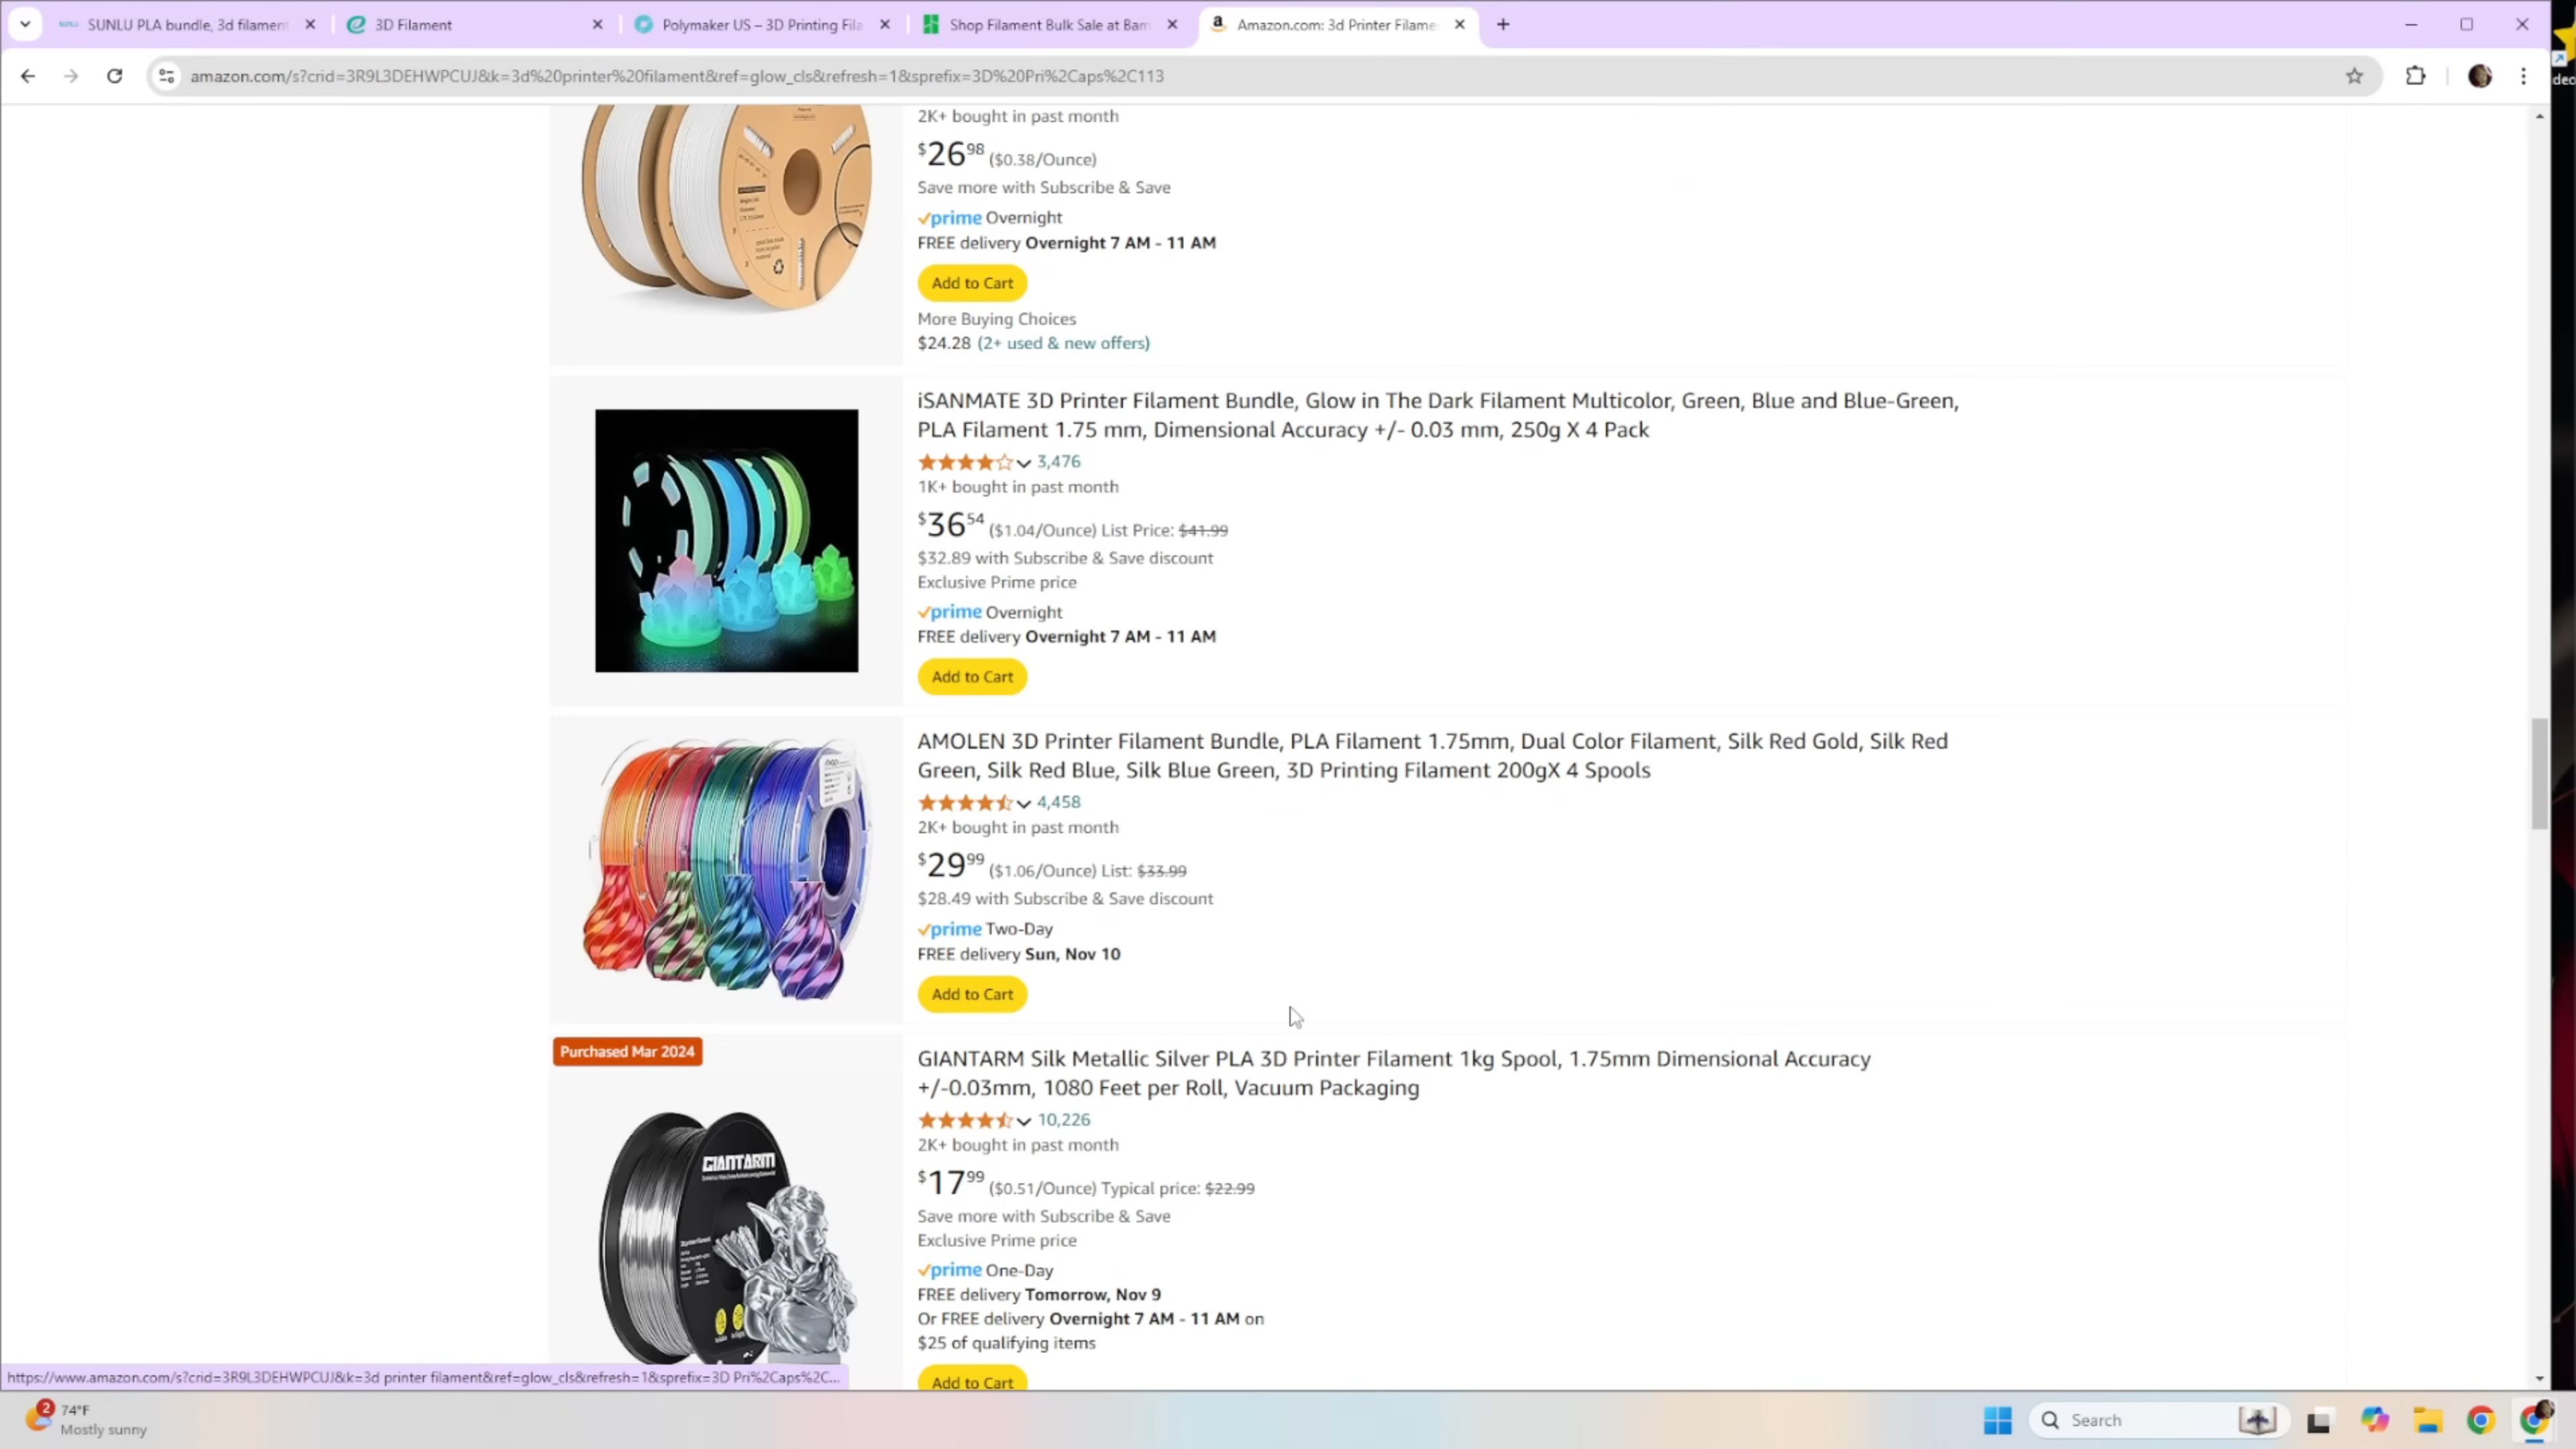 SUNLU PLA bundle, 3d filament
3D Filament
Polymaker US – 3D Printing Fila
Shop Filament Bulk Sale at Bam
Amazon.com: 3d Printer Filame
amazon.com/s?crid=3R9L3DEHWPCUJ&k=3d%20printer%20filament&ref=glow_cls&refresh=1&sprefix=3D%20Pri%2Caps%2C113
2K+ bought in past month
$26 98 ($0.38/Ounce)
Save more with Subscribe & Save
prime Overnight
FREE delivery Overnight 7 AM - 11 AM
Add to Cart
More Buying Choices
$24.28 (2+ used & new offers)
iSANMATE 3D Printer Filament Bundle, Glow in The Dark Filament Multicolor, Green, Blue and Blue-Green,
PLA Filament 1.75 mm, Dimensional Accuracy +/- 0.03 mm, 250g X 4 Pack
3,476
1K+ bought in past month
$36 54 ($1.04/Ounce) List Price: $41.99
$32.89 with Subscribe & Save discount
Exclusive Prime price
prime Overnight
FREE delivery Overnight 7 AM - 11 AM
Add to Cart
AMOLEN 3D Printer Filament Bundle, PLA Filament 1.75mm, Dual Color Filament, Silk Red Gold, Silk Red
Green, Silk Red Blue, Silk Blue Green, 3D Printing Filament 200gX 4 Spools
4,458
2K+ bought in past month
$29 99 ($1.06/Ounce) List: $33.99
$28.49 with Subscribe & Save discount
prime Two-Day
FREE delivery Sun, Nov 10
Add to Cart
Purchased Mar 2024
GIANTARM Silk Metallic Silver PLA 3D Printer Filament 1kg Spool, 1.75mm Dimensional Accuracy
+/-0.03mm, 1080 Feet per Roll, Vacuum Packaging
10,226
2K+ bought in past month
GIANTARM
$17 99 ($0.51/Ounce) Typical price: $22.99
Save more with Subscribe & Save
Exclusive Prime price
prime One-Day
FREE delivery Tomorrow, Nov 9
Or FREE delivery Overnight 7 AM - 11 AM on
$25 of qualifying items
Add to Cart
https://www.amazon.com/s?crid=3R9L3DEHWPCUJ&k=3d printer filament&ref=glow_cls&refresh=1&sprefix=3D Pri%2Caps%2C...
2
74°F
Mostly sunny
Search